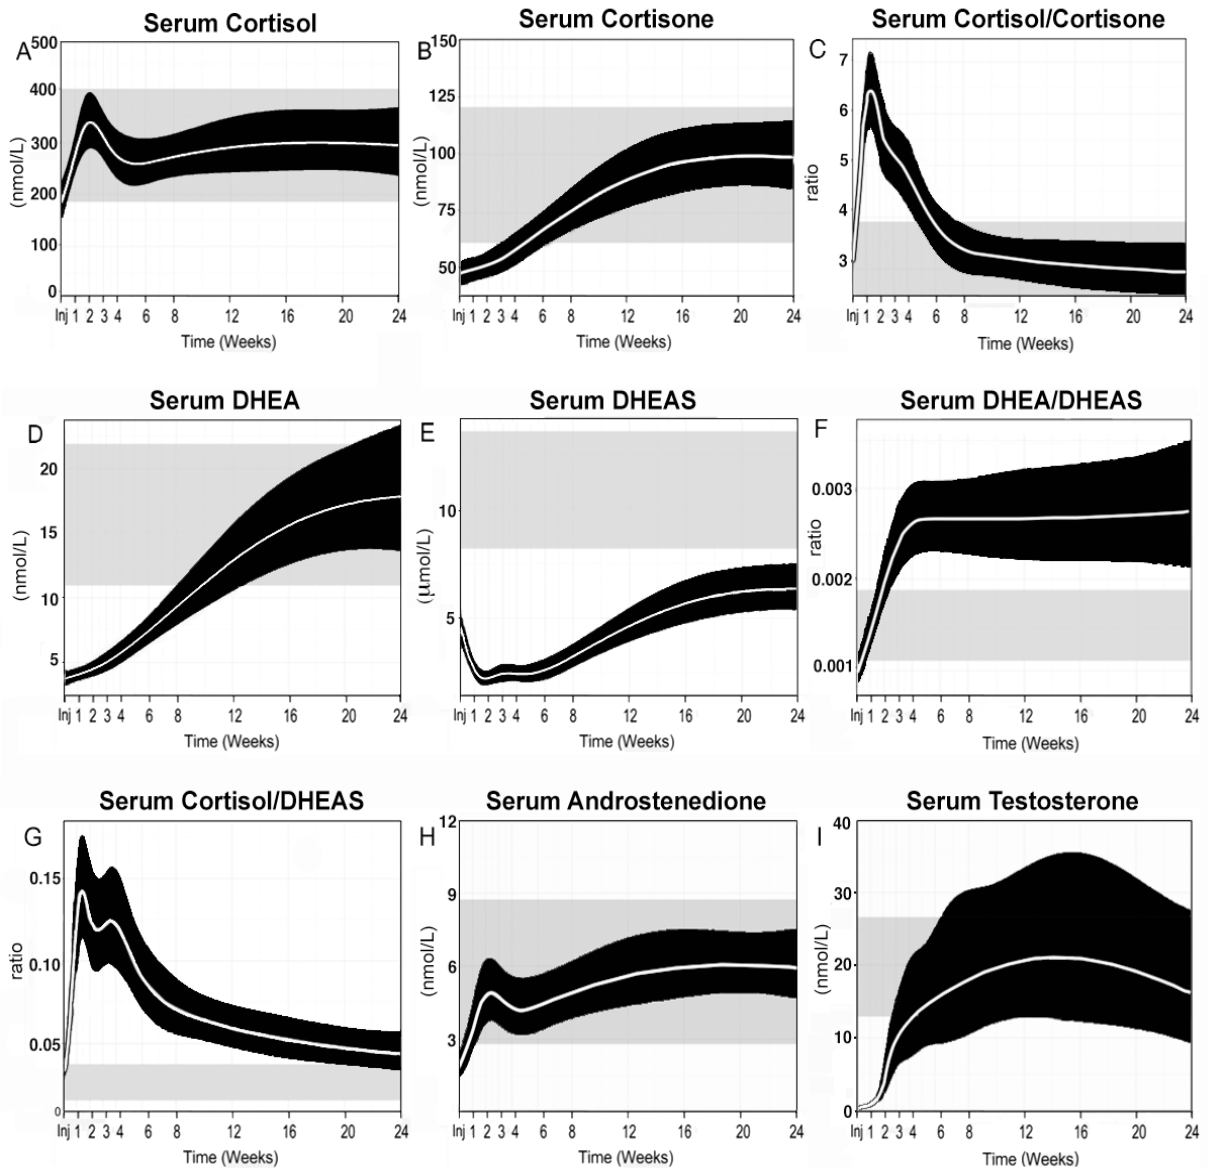 Serum Cortisol
A
500
400
300
200
100
0
(nmol/L)
Inj 1 2 3 4 6 8 12 16 20 24
Time (Weeks)
Serum Cortisone
B
150
125
100
75
50
(nmol/L)
Inj 1 2 3 4 6 8 12 16 20 24
Time (Weeks)
Serum Cortisol/Cortisone
C
7
6
5
4
3
ratio
Inj 1 2 3 4 6 8 12 16 20 24
Time (Weeks)
Serum DHEA
D
20
15
10
5
(nmol/L)
Inj 1 2 3 4 6 8 12 16 20 24
Time (Weeks)
Serum DHEAS
E
10
5
(μmol/L)
Inj 1 2 3 4 6 8 12 16 20 24
Time (Weeks)
Serum DHEA/DHEAS
F
0.003
0.002
0.001
ratio
Inj 1 2 3 4 6 8 12 16 20 24
Time (Weeks)
Serum Cortisol/DHEAS
G
0.15
0.10
0.05
0
ratio
Inj 1 2 3 4 6 8 12 16 20 24
Time (Weeks)
Serum Androstenedione
H
12
9
6
3
(nmol/L)
Inj 1 2 3 4 6 8 12 16 20 24
Time (Weeks)
Serum Testosterone
I
40
30
20
10
0
(nmol/L)
Inj 1 2 3 4 6 8 12 16 20 24
Time (Weeks)